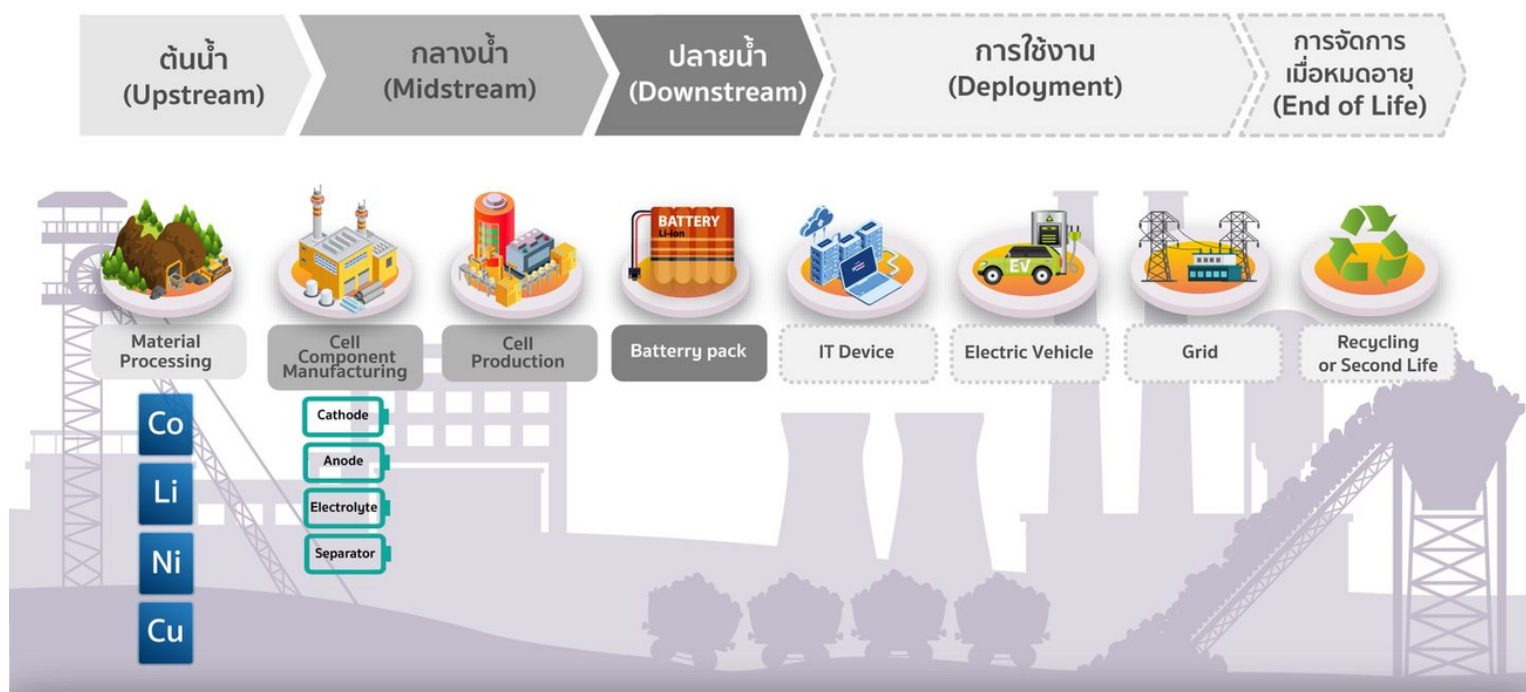 ต้นน้ำ
(Upstream)
กลางน้ำ
(Midstream)
ปลายน้ำ
(Downstream)
การใช้งาน
(Deployment)
การจัดการ
เมื่อหมดอายุ
(End of Life)
BATTERY
Li-ion
EV
Material
Processing
Cell
Component
Manufacturing
Cell
Production
Batterry pack
IT Device
Electric Vehicle
Grid
Recycling
or Second Life
Co
Li
Ni
Cu
Cathode
Anode
Electrolyte
Separator